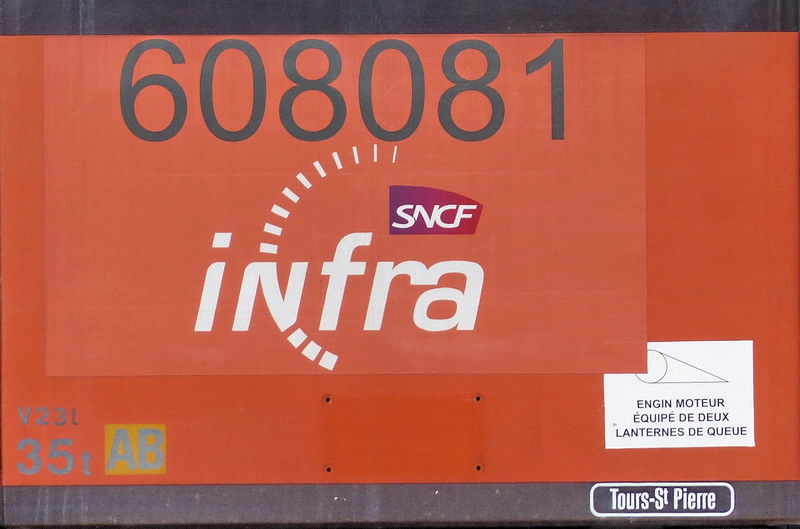 608081
SNCF
infra
ENGIN MOTEUR
ÉQUIPÉ DE DEUX
LANTERNES DE QUEUE
V23t
35t AB
Tours-St Pierre